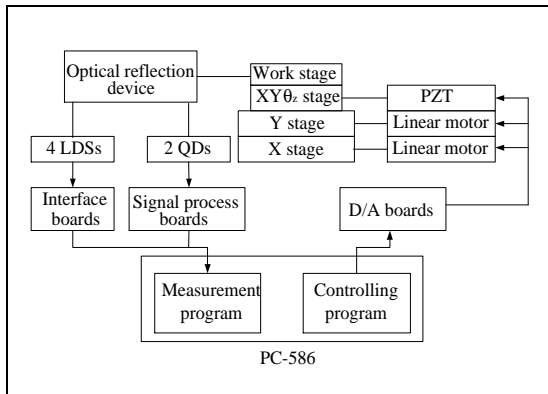 Optical reflection
device
Work stage
XYθz stage
PZT
Y stage
Linear motor
X stage
Linear motor
4 LDSs
2 QDs
Interface
boards
Signal process
boards
D/A boards
Measurement
program
Controlling
program
PC-586